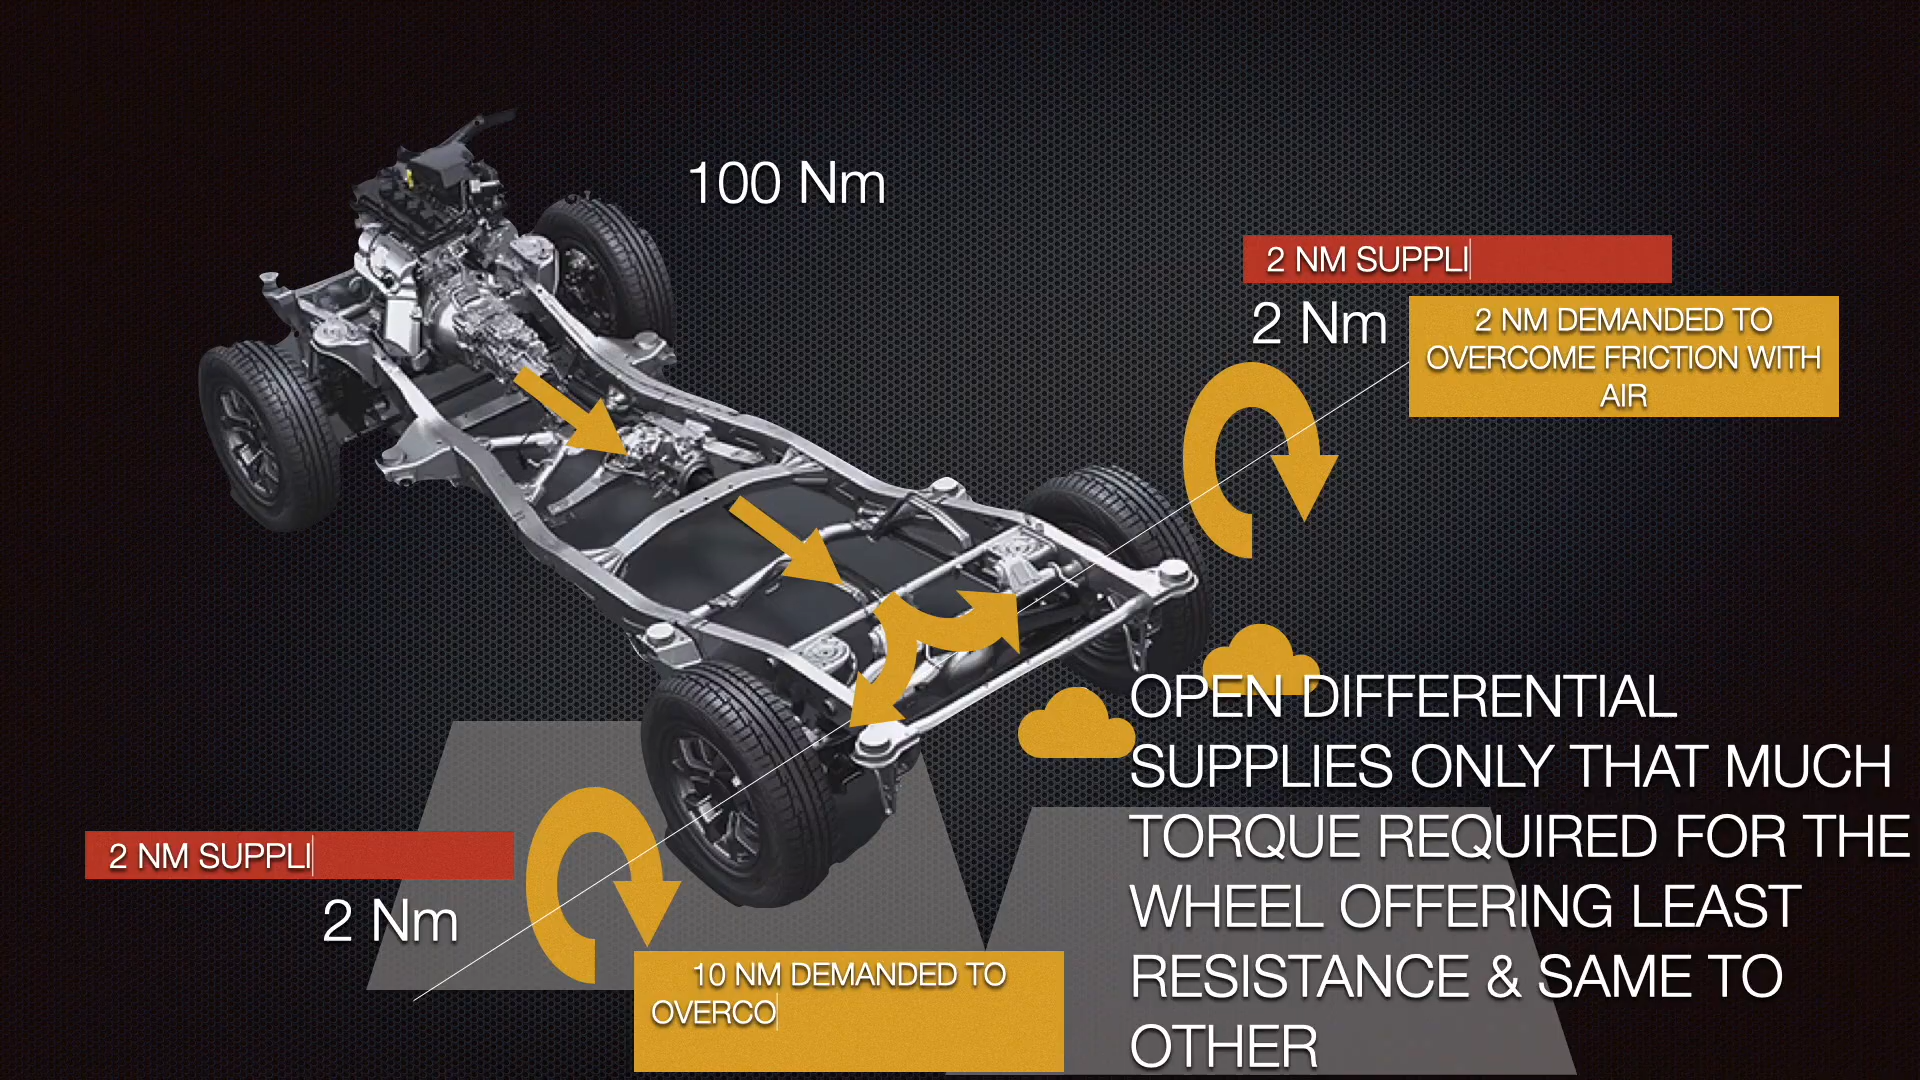 100 Nm
2 NM SUPPLI
2 Nm
2 NM DEMANDED TO
OVERCOME FRICTION WITH
AIR
2 NM SUPPLI
2 Nm
10 NM DEMANDED TO
OVERCO
OPEN DIFFERENTIAL
SUPPLIES ONLY THAT MUCH
TORQUE REQUIRED FOR THE
WHEEL OFFERING LEAST
RESISTANCE & SAME TO
OTHER